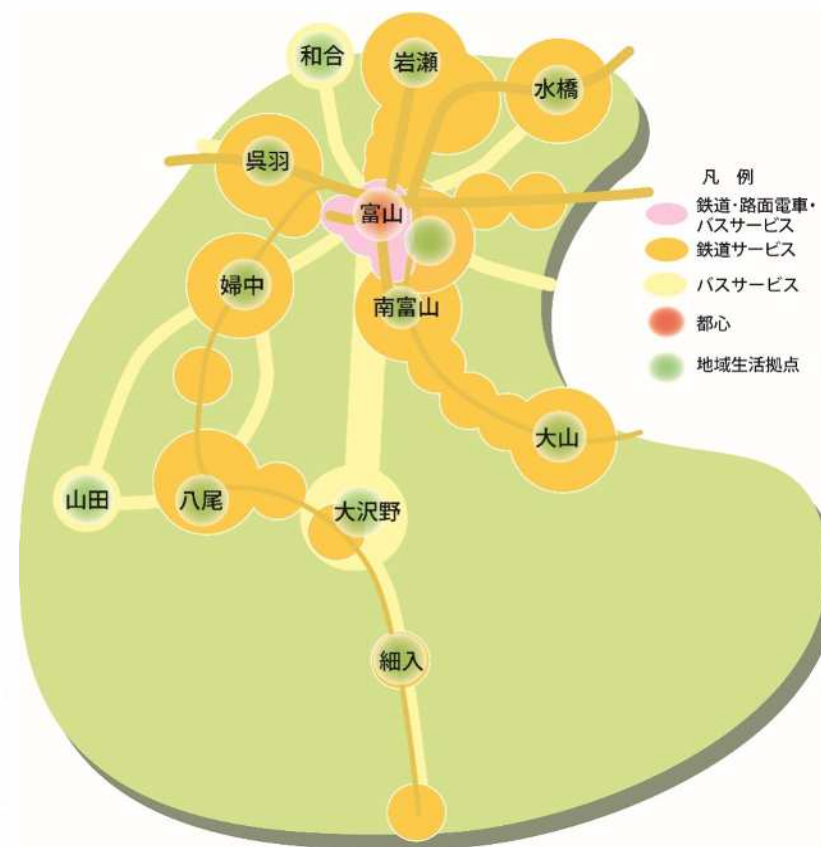 和合
岩瀬
水橋
呉羽
富山
婦中
南富山
大山
山田
八尾
大沢野
細入
凡 例
鉄道・路面電車・
バスサービス
鉄道サービス
バスサービス
都心
地域生活拠点